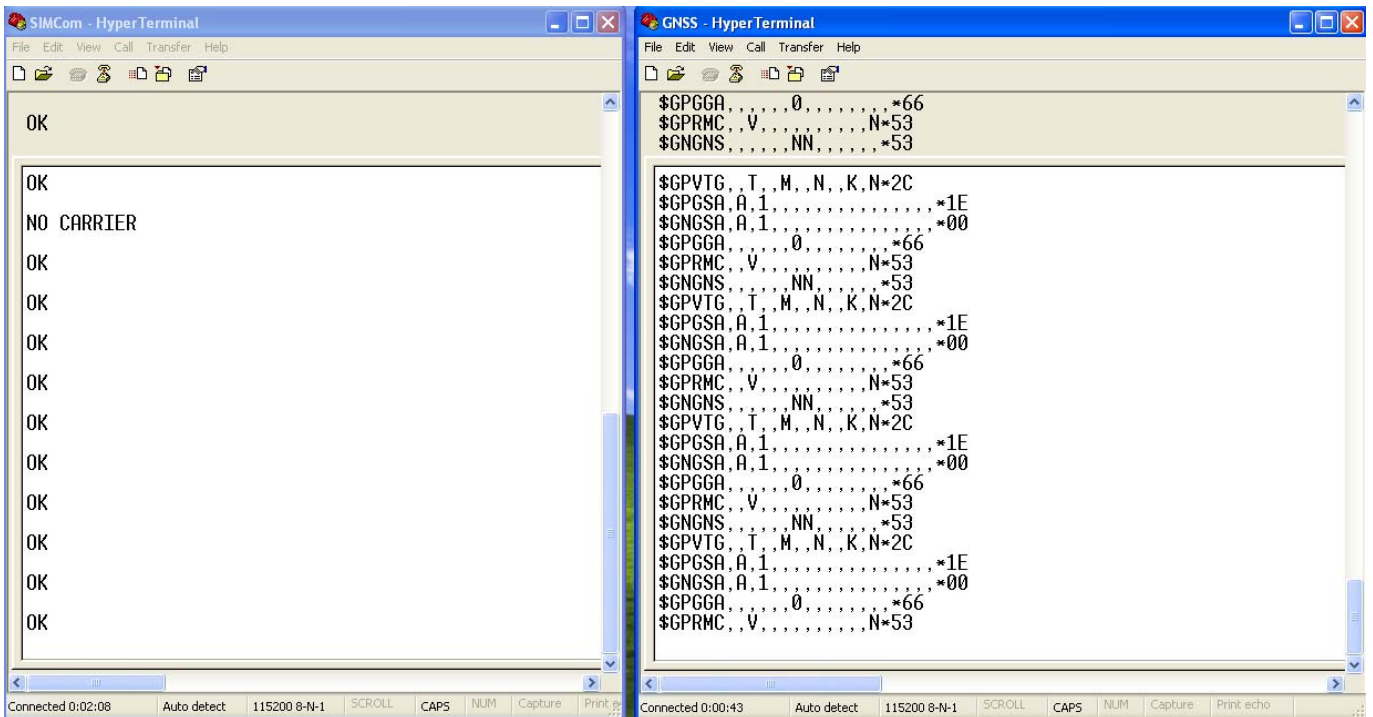 SIMCom - HyperTerminal
File Edit View Call Transfer Help
OK
OK
NO CARRIER
OK
OK
OK
OK
OK
OK
OK
OK
OK
OK
Connected 0:02:08 Auto detect 115200 8-N-1 SCROLL CAPS NUM Capture Print e
GNSS - HyperTerminal
File Edit View Call Transfer Help
$GPGGA,,,,,,0,,,,,,,,*66
$GPRMC,,V,,,,,,,,,,N*53
$GNGNS,,,,,,NN,,,,,,*53
$GPVTG,,T,,M,,N,,K,N*2C
$GPGSA,A,1,,,,,,,,,,,,,,,*1E
$GNGSA,A,1,,,,,,,,,,,,,,,*00
$GPGGA,,,,,,0,,,,,,,,*66
$GPRMC,,V,,,,,,,,,,N*53
$GNGNS,,,,,,NN,,,,,,*53
$GPVTG,,T,,M,,N,,K,N*2C
$GPGSA,A,1,,,,,,,,,,,,,,,*1E
$GNGSA,A,1,,,,,,,,,,,,,,,*00
$GPGGA,,,,,,0,,,,,,,,*66
$GPRMC,,V,,,,,,,,,,N*53
$GNGNS,,,,,,NN,,,,,,*53
$GPVTG,,T,,M,,N,,K,N*2C
$GPGSA,A,1,,,,,,,,,,,,,,,*1E
$GNGSA,A,1,,,,,,,,,,,,,,,*00
$GPGGA,,,,,,0,,,,,,,,*66
$GPRMC,,V,,,,,,,,,,N*53
$GNGNS,,,,,,NN,,,,,,*53
$GPVTG,,T,,M,,N,,K,N*2C
$GPGSA,A,1,,,,,,,,,,,,,,,*1E
$GNGSA,A,1,,,,,,,,,,,,,,,*00
$GPGGA,,,,,,0,,,,,,,,*66
$GPRMC,,V,,,,,,,,,,N*53
Connected 0:00:43 Auto detect 115200 8-N-1 SCROLL CAPS NUM Capture Print echo